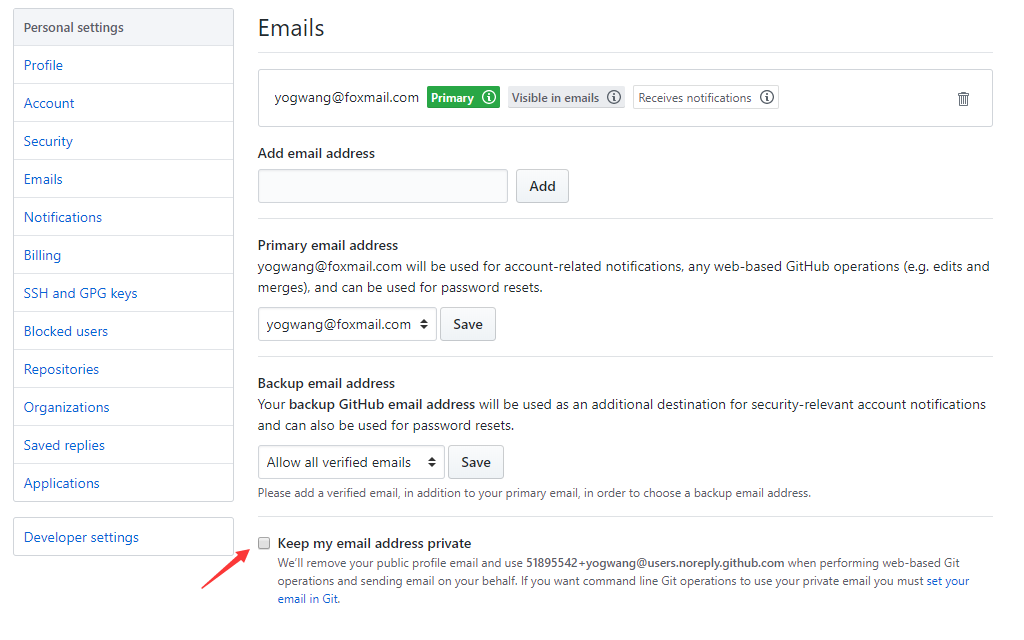 Personal settings
Profile
Account
Security
Emails
Notifications
Billing
SSH and GPG keys
Blocked users
Repositories
Organizations
Saved replies
Applications
Developer settings
Emails
yogwang@foxmail.com Primary Visible in emails Receives notifications
Add email address
Add
Primary email address
yogwang@foxmail.com will be used for account-related notifications, any web-based GitHub operations (e.g. edits and
merges), and can be used for password resets.
yogwang@foxmail.com Save
Backup email address
Your backup GitHub email address will be used as an additional destination for security-relevant account notifications
and can also be used for password resets.
Allow all verified emails Save
Please add a verified email, in addition to your primary email, in order to choose a backup email address.
Keep my email address private
We'll remove your public profile email and use 51895542+yogwang@users.noreply.github.com when performing web-based Git
operations and sending email on your behalf. If you want command line Git operations to use your private email you must set your
email in Git.